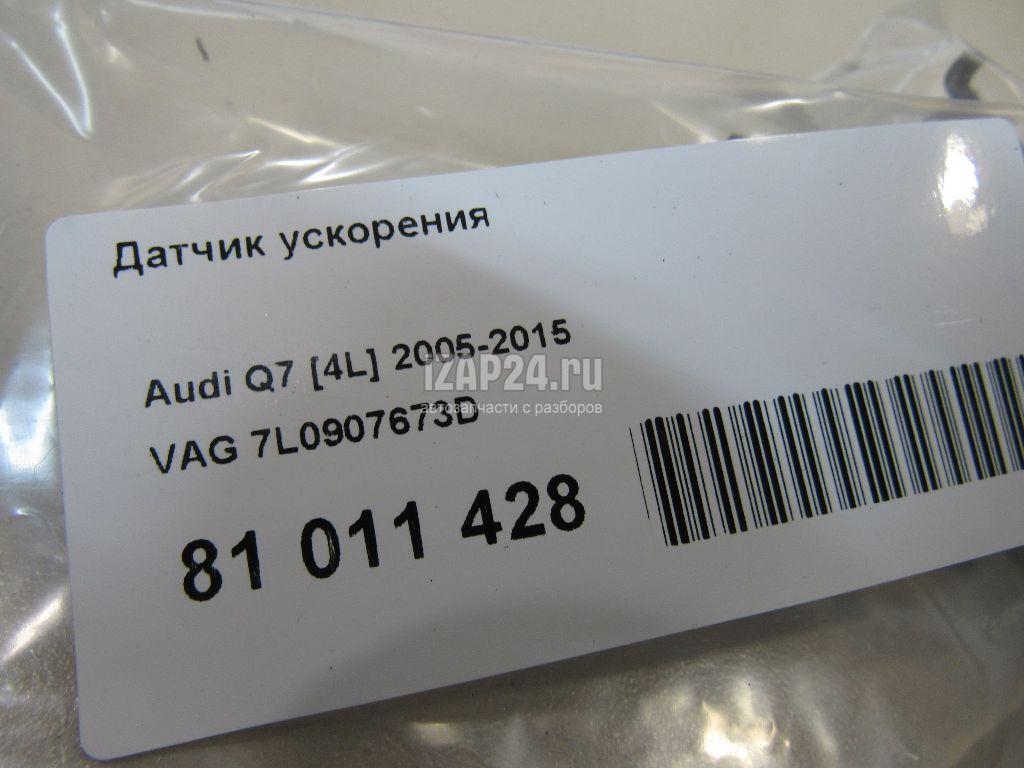 Датчик ускорения
Audi Q7 [4L] 2005-2015
iZAP24.ru
автозапчасти с разборов
VAG 7L0907673D
81 011 428